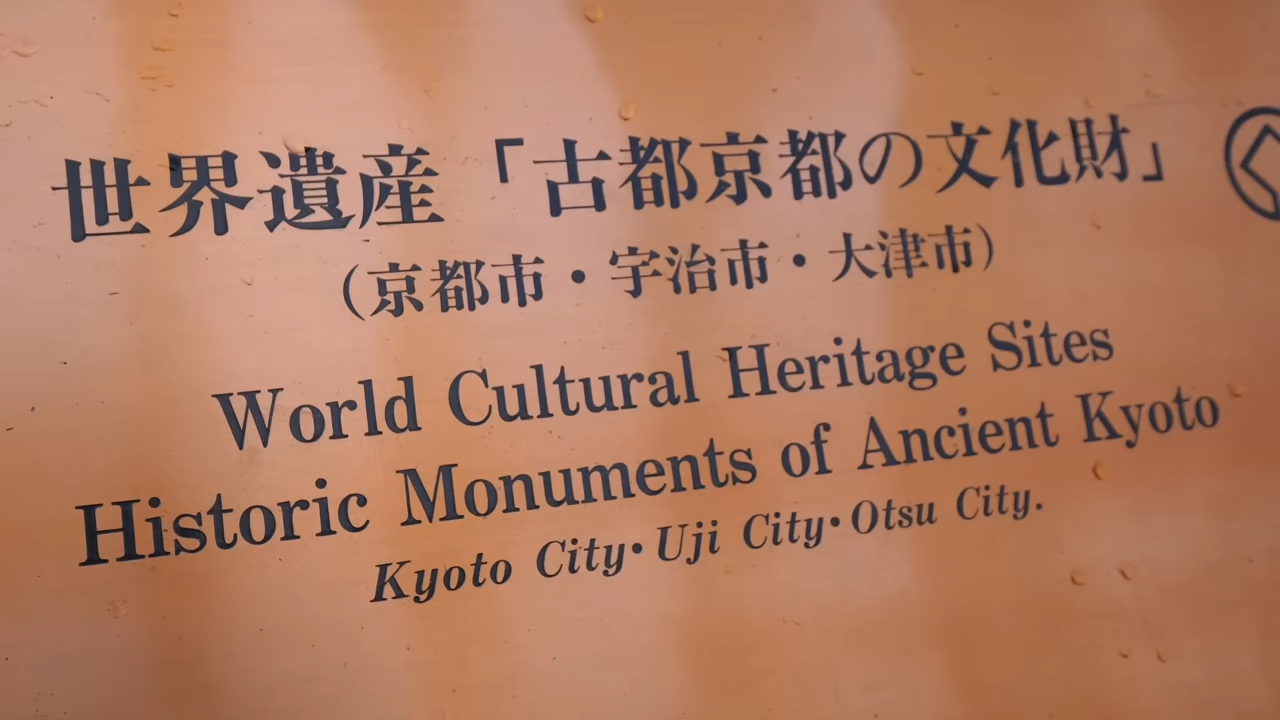 世界遺産「古都京都の文化財」
（京都市・宇治市・大津市）
World Cultural Heritage Sites
Historic Monuments of Ancient Kyoto
Kyoto City・Uji City・Otsu City.